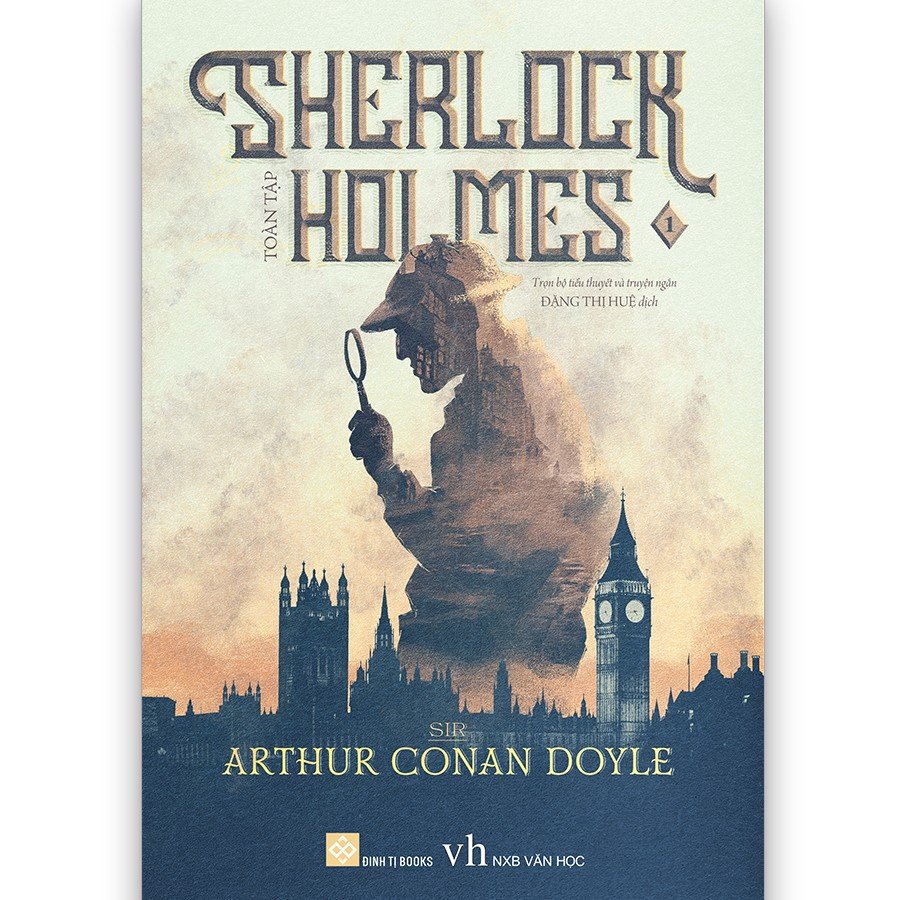 SHERLOCK
TOÀN TẬP
HOLMES 1
Trọn bộ tiểu thuyết và truyện ngắn
ĐẶNG THỊ HUỆ dịch
SIR
ARTHUR CONAN DOYLE
ĐINH TỊ BOOKS vh NXB VĂN HỌC